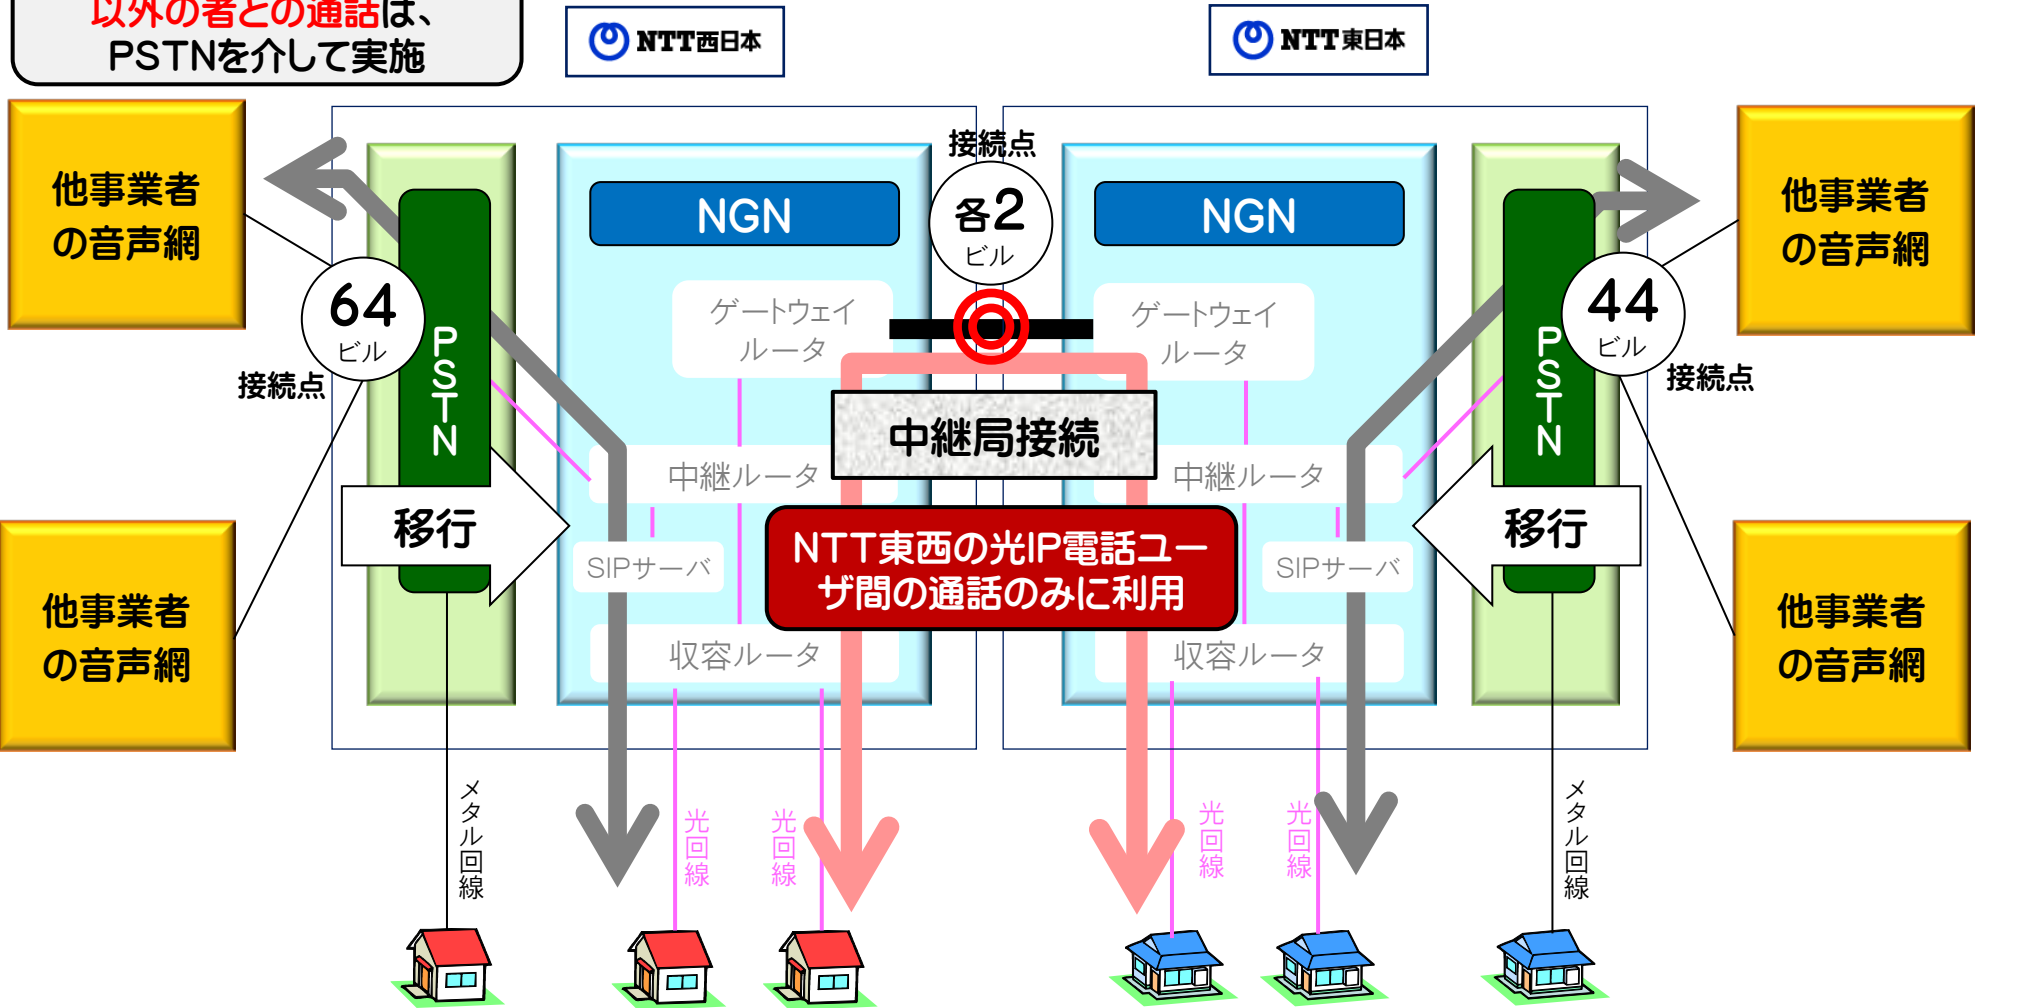 以外の者との通話は、
PSTNを介して実施
NTT西日本
NTT東日本
他事業者
の音声網
接続点
他事業者
の音声網
NGN
各2
ビル
NGN
64
ビル
接続点
PSTN
ゲートウェイ
ルータ
ゲートウェイ
ルータ
PSTN
44
ビル
接続点
中継局接続
中継ルータ
中継ルータ
移行
移行
SIPサーバ
NTT東西の光IP電話ユー
ザ間の通話のみに利用
SIPサーバ
他事業者
の音声網
収容ルータ
収容ルータ
他事業者
の音声網
メタル回線
光回線
光回線
光回線
光回線
メタル回線